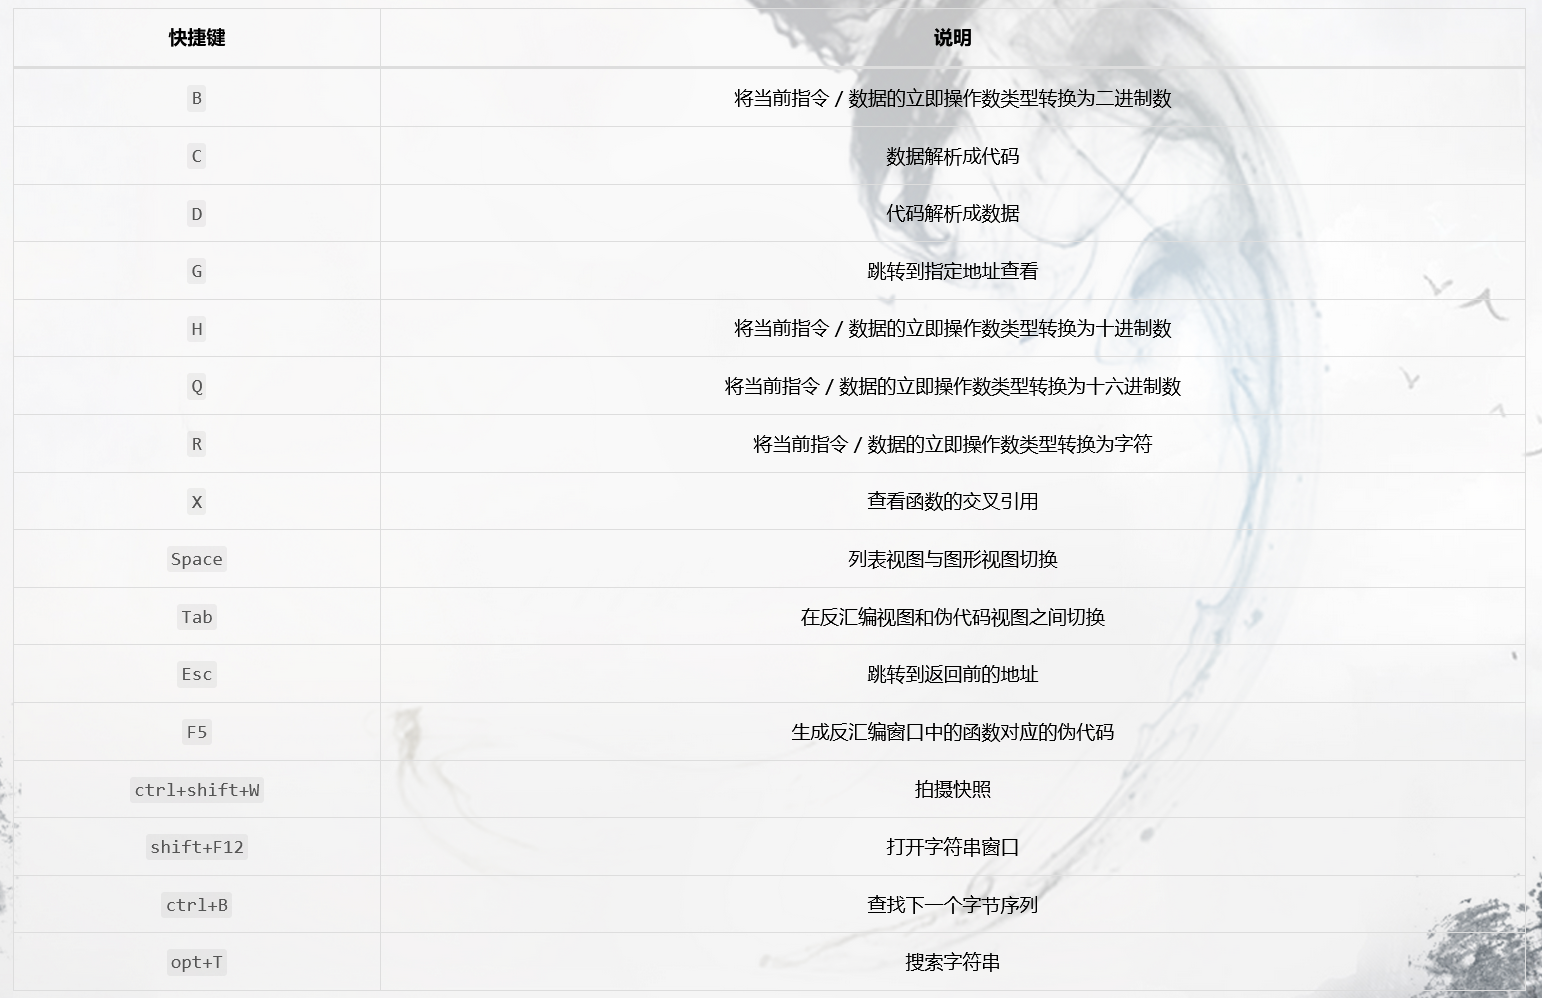 快捷键 说明
B 将当前指令 / 数据的立即操作数类型转换为二进制数
C 数据解析成代码
D 代码解析成数据
G 跳转到指定地址查看
H 将当前指令 / 数据的立即操作数类型转换为十进制数
Q 将当前指令 / 数据的立即操作数类型转换为十六进制数
R 将当前指令 / 数据的立即操作数类型转换为字符
X 查看函数的交叉引用
Space 列表视图与图形视图切换
Tab 在反汇编视图和伪代码视图之间切换
Esc 跳转到返回前的地址
F5 生成反汇编窗口中的函数对应的伪代码
ctrl+shift+W 拍摄快照
shift+F12 打开字符串窗口
ctrl+B 查找下一个字节序列
opt+T 搜索字符串